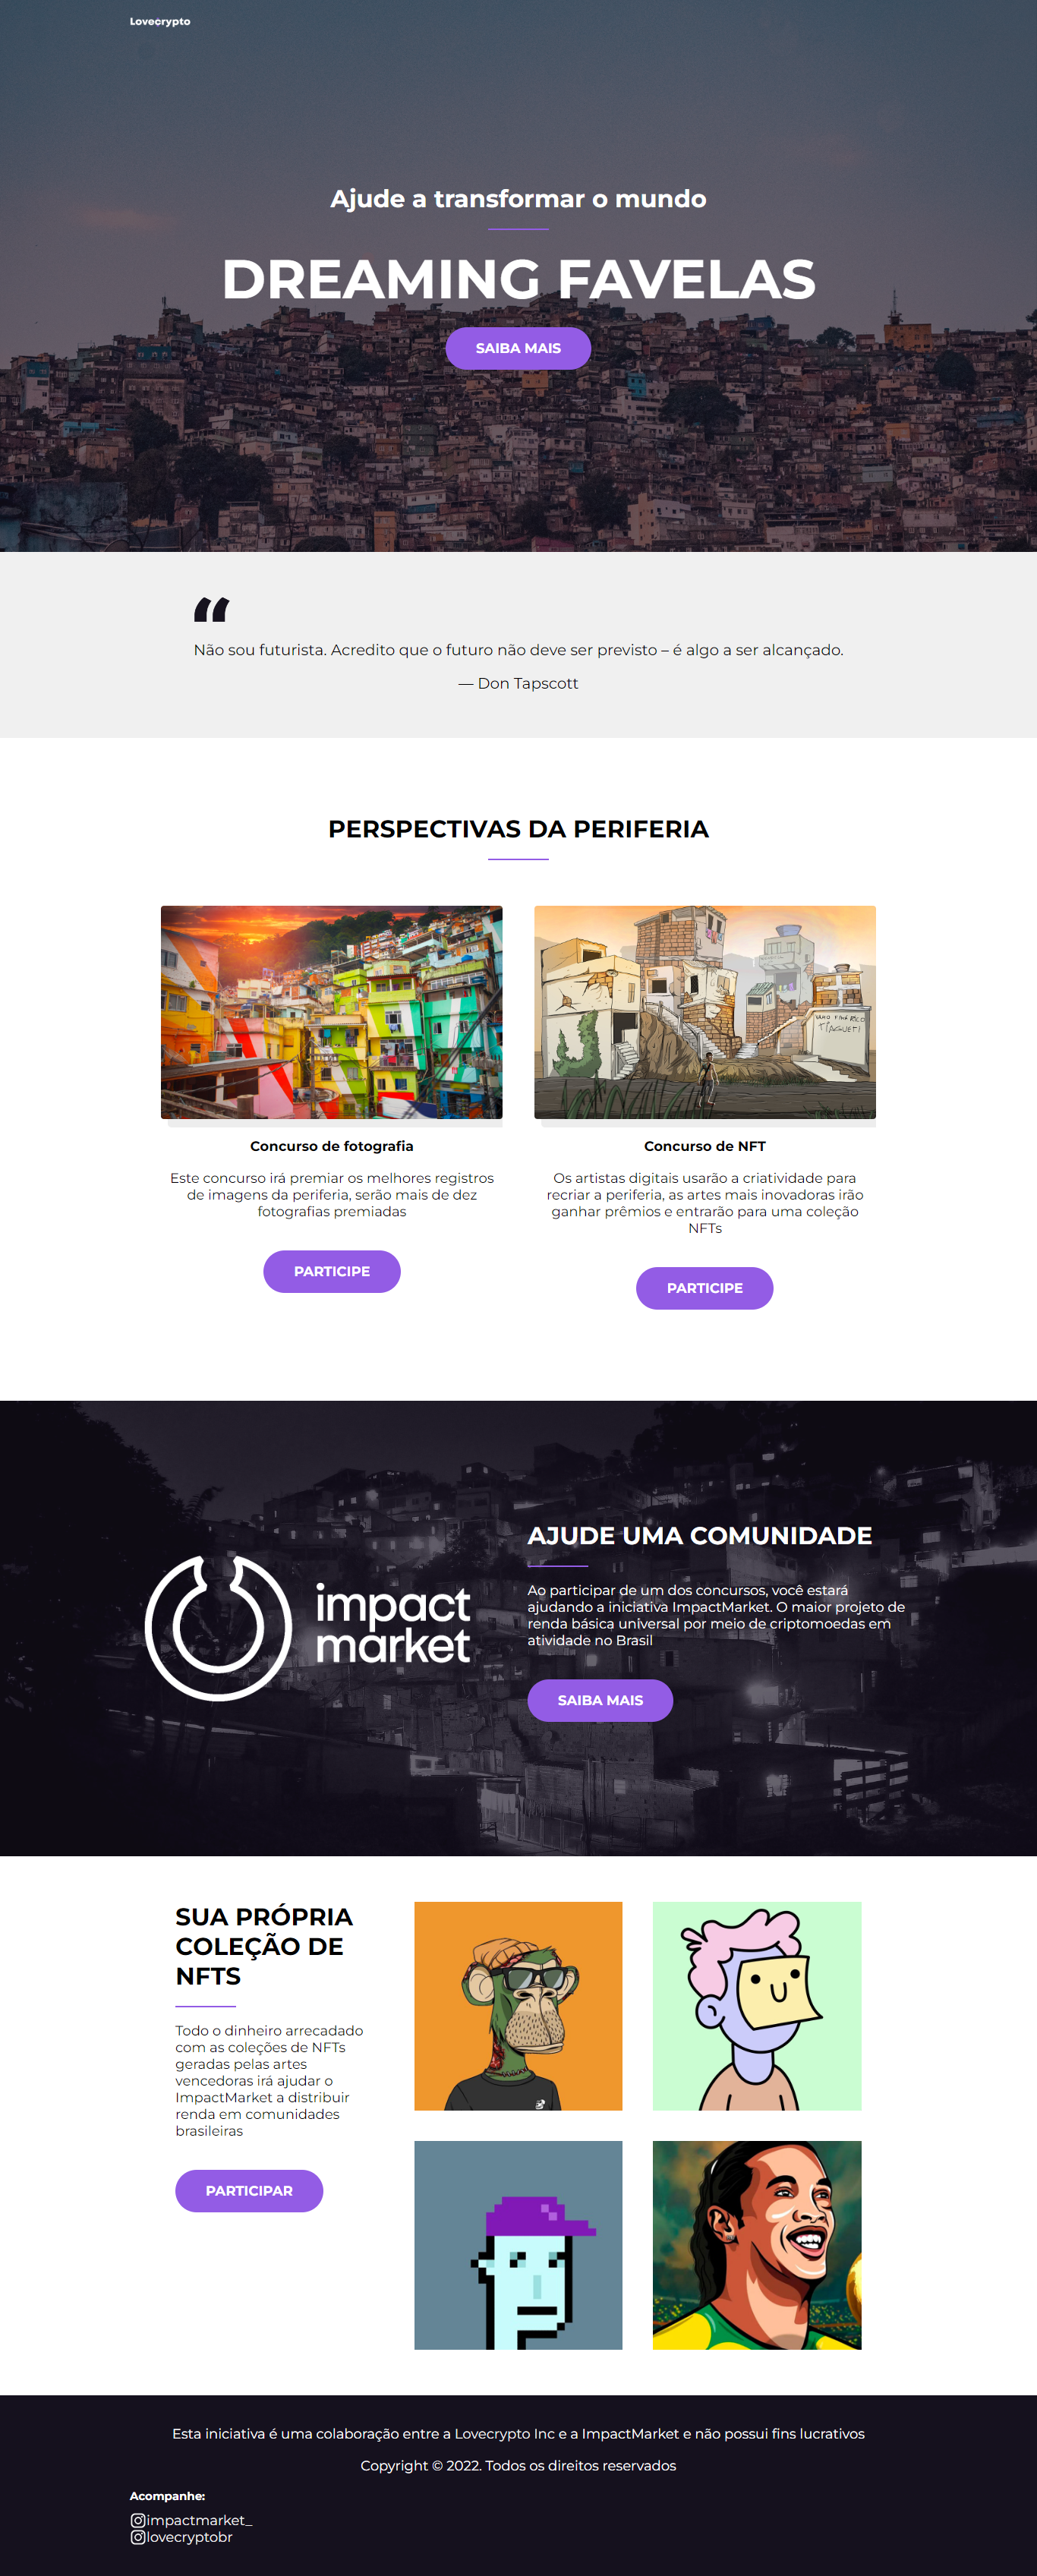 Lovecrypto
Ajude a transformar o mundo
DREAMING FAVELAS
SAIBA MAIS
“
Não sou futurista. Acredito que o futuro não deve ser previsto – é algo a ser alcançado.
— Don Tapscott
PERSPECTIVAS DA PERIFERIA
Concurso de fotografia
Este concurso irá premiar os melhores registros
de imagens da periferia, serão mais de dez
fotografias premiadas
PARTICIPE
Concurso de NFT
Os artistas digitais usarão a criatividade para
recriar a periferia, as artes mais inovadoras irão
ganhar prêmios e entrarão para uma coleção
NFTs
PARTICIPE
impact
market
AJUDE UMA COMUNIDADE
Ao participar de um dos concursos, você estará
ajudando a iniciativa ImpactMarket. O maior projeto de
renda básica universal por meio de criptomoedas em
atividade no Brasil
SAIBA MAIS
SUA PRÓPRIA
COLEÇÃO DE
NFTS
Todo o dinheiro arrecadado
com as coleções de NFTs
geradas pelas artes
vencedoras irá ajudar o
ImpactMarket a distribuir
renda em comunidades
brasileiras
PARTICIPAR
Esta iniciativa é uma colaboração entre a Lovecrypto Inc e a ImpactMarket e não possui fins lucrativos
Copyright © 2022. Todos os direitos reservados
Acompanhe:
impactmarket_
lovecryptobr